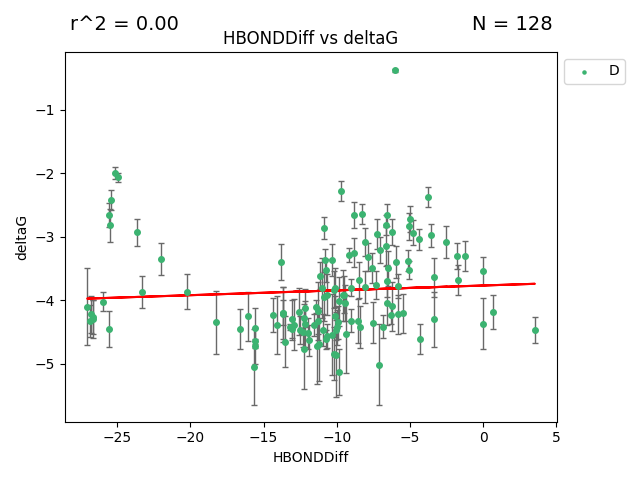 r^2 = 0.00
N = 128
HBONDDiff vs deltaG
D
deltaG
−1
−2
−3
−4
−5
−25
−20
−15
−10
−5
0
5
HBONDDiff